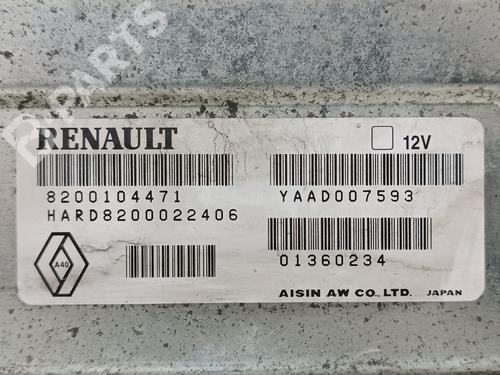 B-PARTS
RENAULT
12V
8200104471
YAAD007593
HARD8200022406
A40
01360234
AISIN AW CO., LTD. JAPAN